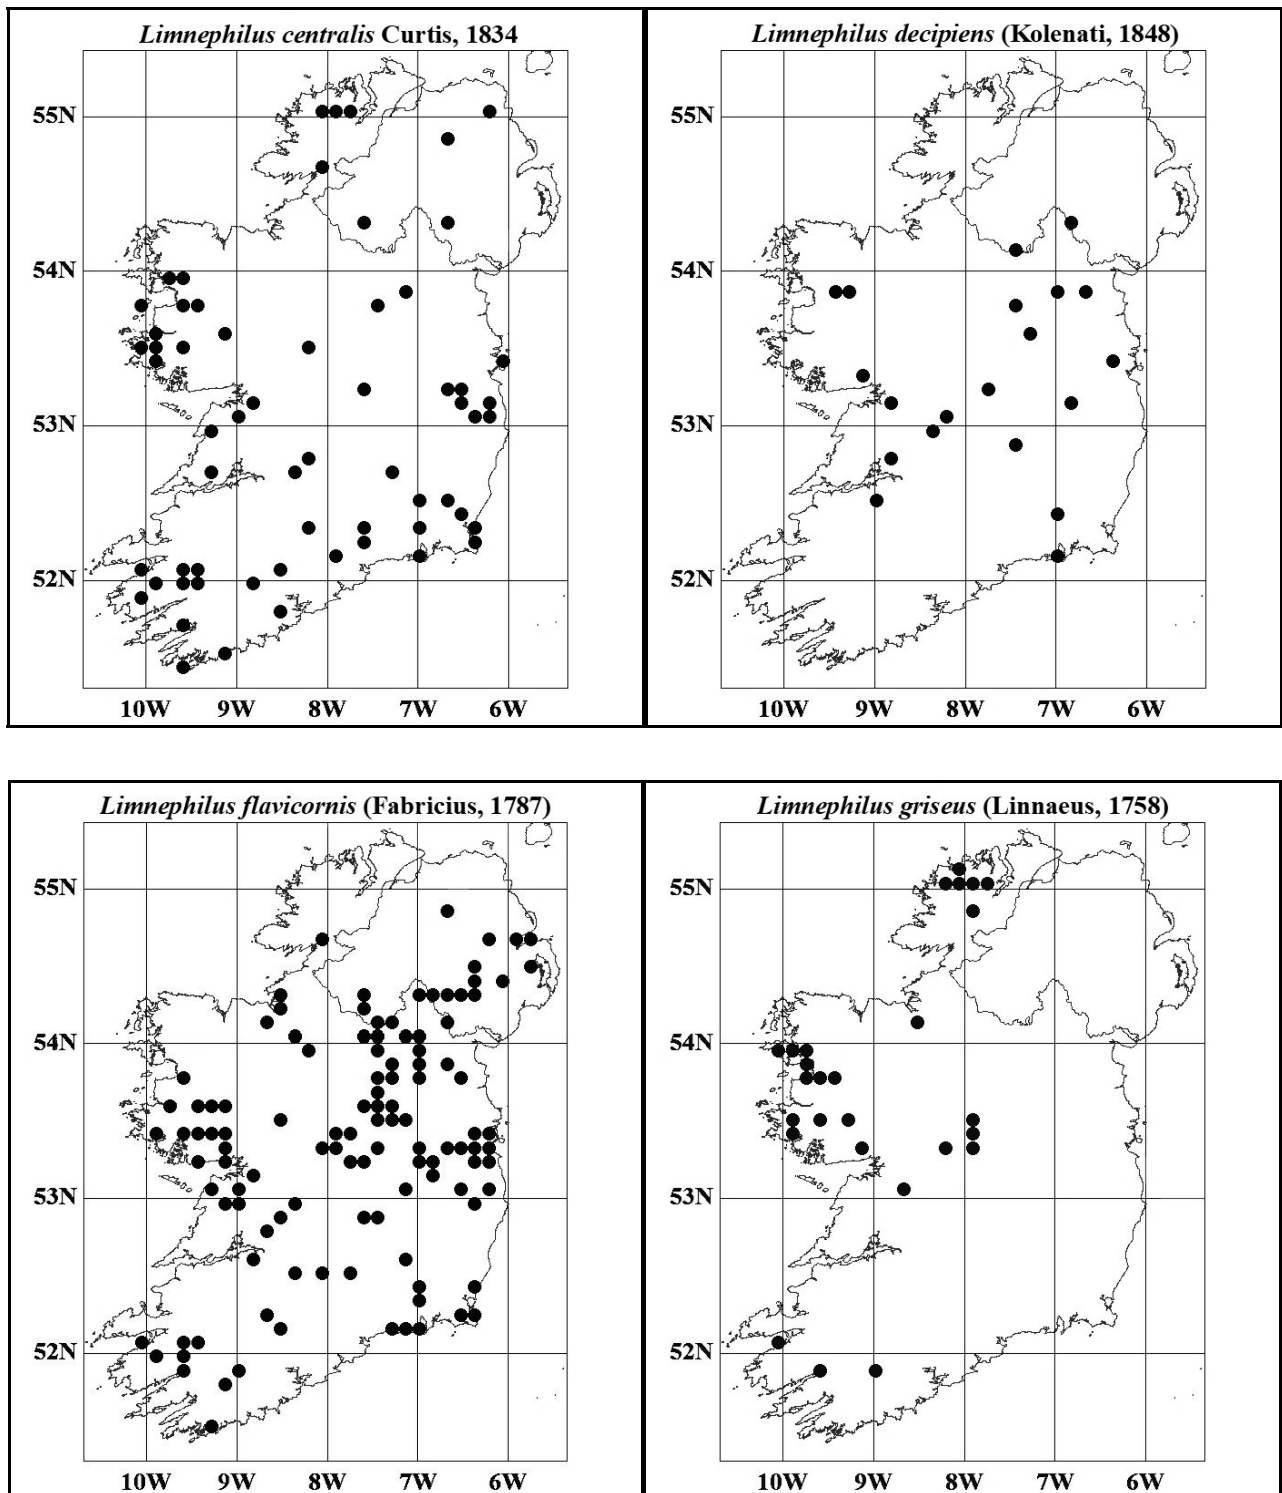 Limnephilus centralis Curtis, 1834
55N
54N
53N
52N
10W 9W 8W 7W 6W
Limnephilus decipiens (Kolenati, 1848)
55N
54N
53N
52N
10W 9W 8W 7W 6W
Limnephilus flavicornis (Fabricius, 1787)
55N
54N
53N
52N
10W 9W 8W 7W 6W
Limnephilus griseus (Linnaeus, 1758)
55N
54N
53N
52N
10W 9W 8W 7W 6W